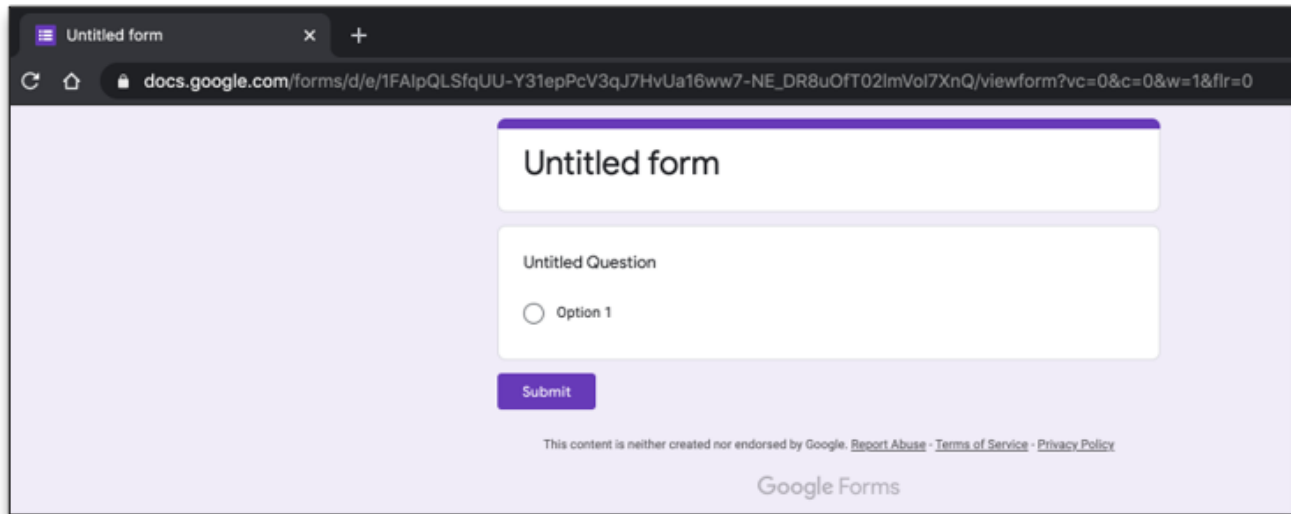 Untitled form
docs.google.com/forms/d/e/1FAIpQLSfqUU-Y31epPcV3qJ7HvUa16ww7-NE_DR8uOfT02ImVoI7XnQ/viewform?vc=0&c=0&w=1&flr=0
Untitled form
Untitled Question
Option 1
Submit
This content is neither created nor endorsed by Google. Report Abuse - Terms of Service - Privacy Policy
Google Forms